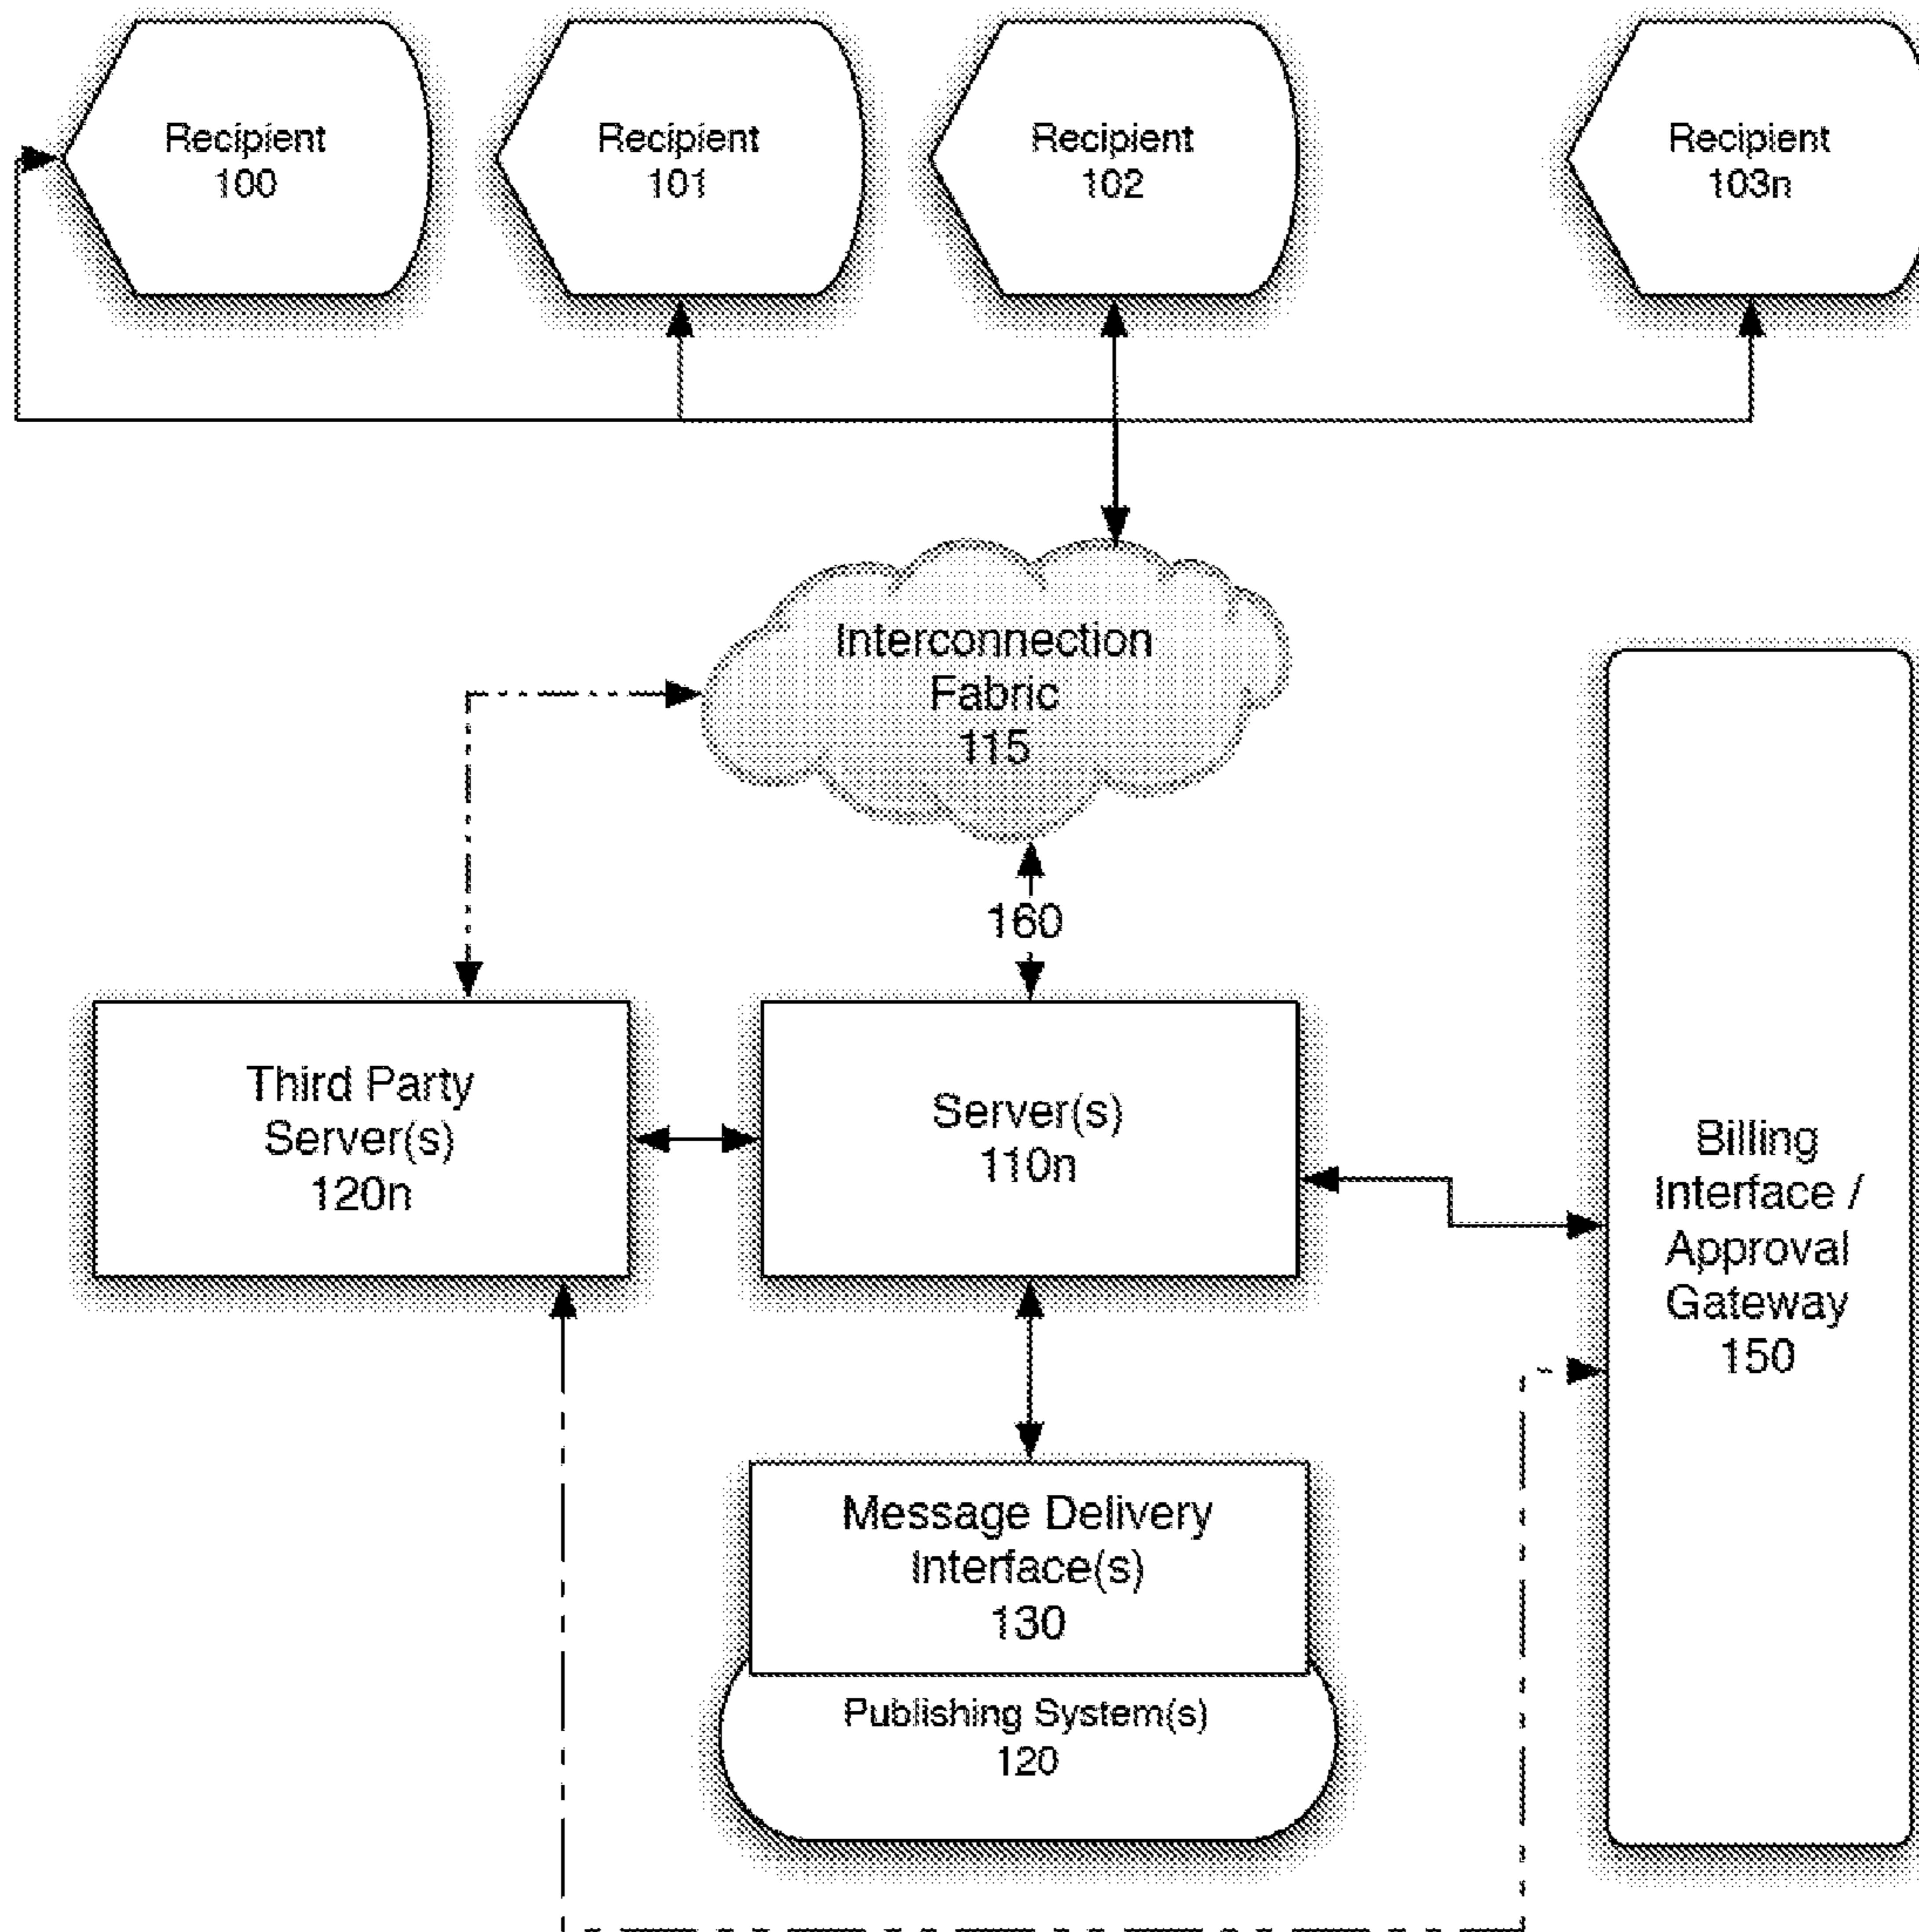 Recipient
100
Recipient
101
Recipient
102
Recipient
103n
Interconnection
Fabric
115
160
Third Party
Server(s)
120n
Server(s)
110n
Billing
Interface /
Approval
Gateway
150
Message Delivery
Interface(s)
130
Publishing System(s)
120